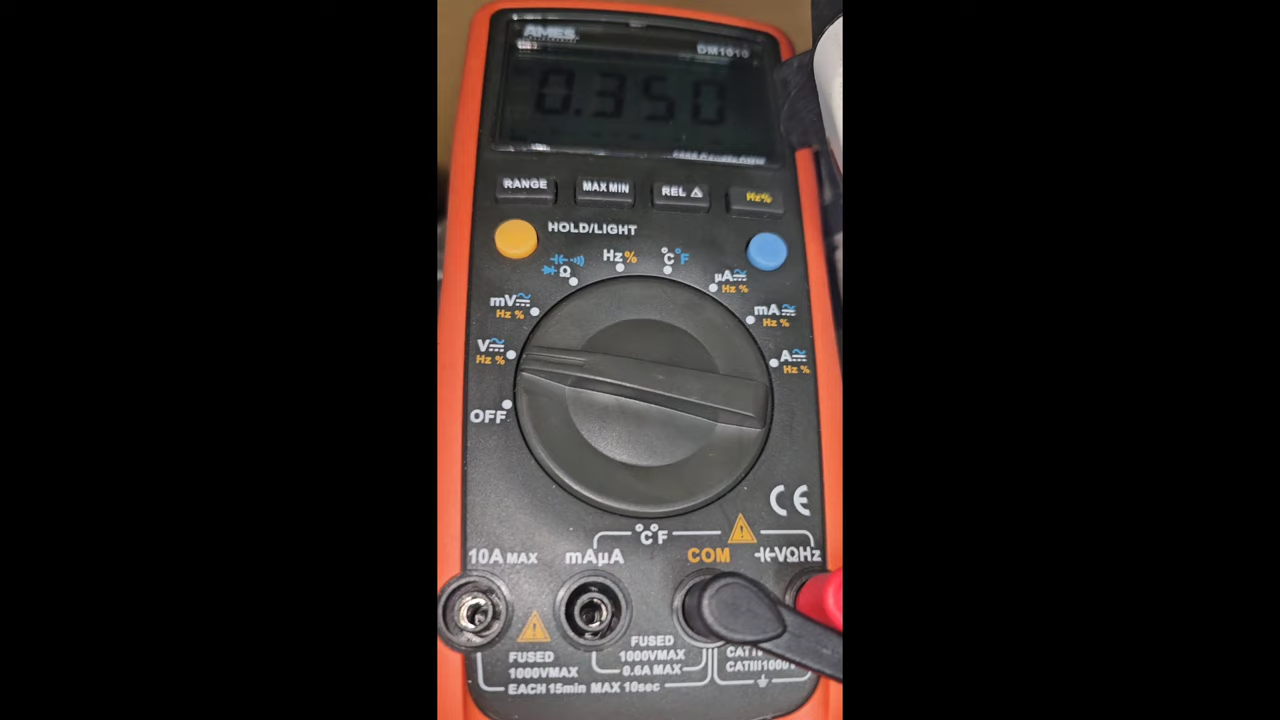 AMES
DM1010
0.350
RANGE
MAX MIN
REL Δ
Hz%
HOLD/LIGHT
Ω
Hz%
°C°F
mV
Hz %
µA
Hz %
mA
Hz %
V
Hz %
A
Hz %
OFF
CE
°C°F
10A MAX
mAµA
COM
VΩHz
FUSED
1000VMAX
FUSED
1000VMAX
0.6A MAX
CATIII1000V
EACH 15min MAX 10sec